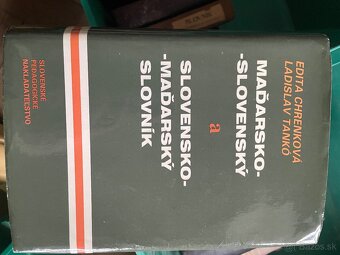 EDITA CHRENKOVÁ
LADISLAV TANKÓ
MAĎARSKO-
-SLOVENSKÝ
a
SLOVENSKO-
-MAĎARSKÝ
SLOVNÍK
SLOVENSKÉ
PEDAGOGICKÉ
NAKLADATEĽSTVO